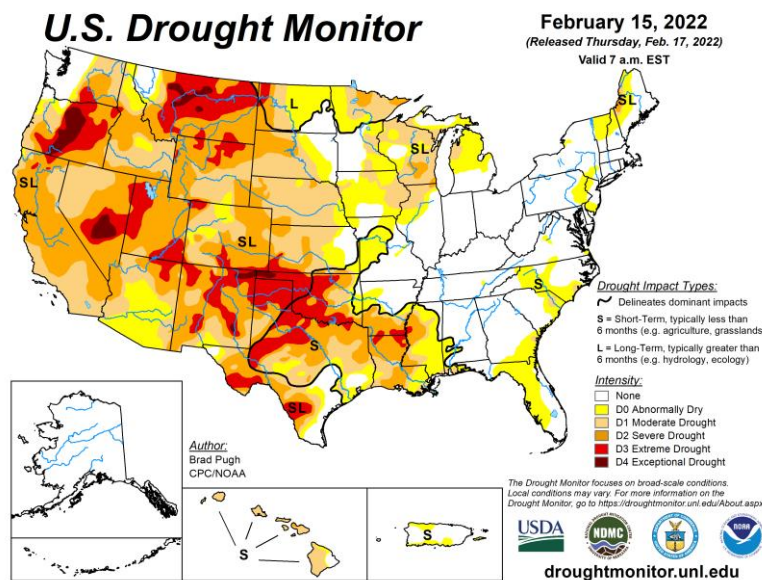 U.S. Drought Monitor
February 15, 2022
(Released Thursday, Feb. 17, 2022)
Valid 7 a.m. EST
L
SL
SL
SL
SL
S
S
SL
Drought Impact Types:
Delineates dominant impacts
S = Short-Term, typically less than
6 months (e.g. agriculture, grasslands
L = Long-Term, typically greater than
6 months (e.g. hydrology, ecology)
Intensity:
None
D0 Abnormally Dry
D1 Moderate Drought
D2 Severe Drought
D3 Extreme Drought
D4 Exceptional Drought
Author:
Brad Pugh
CPC/NOAA
S
S
The Drought Monitor focuses on broad-scale conditions.
Local conditions may vary. For more information on the
Drought Monitor, go to https://droughtmonitor.unl.edu/About.aspx
USDA
NDMC
NOAA
droughtmonitor.unl.edu